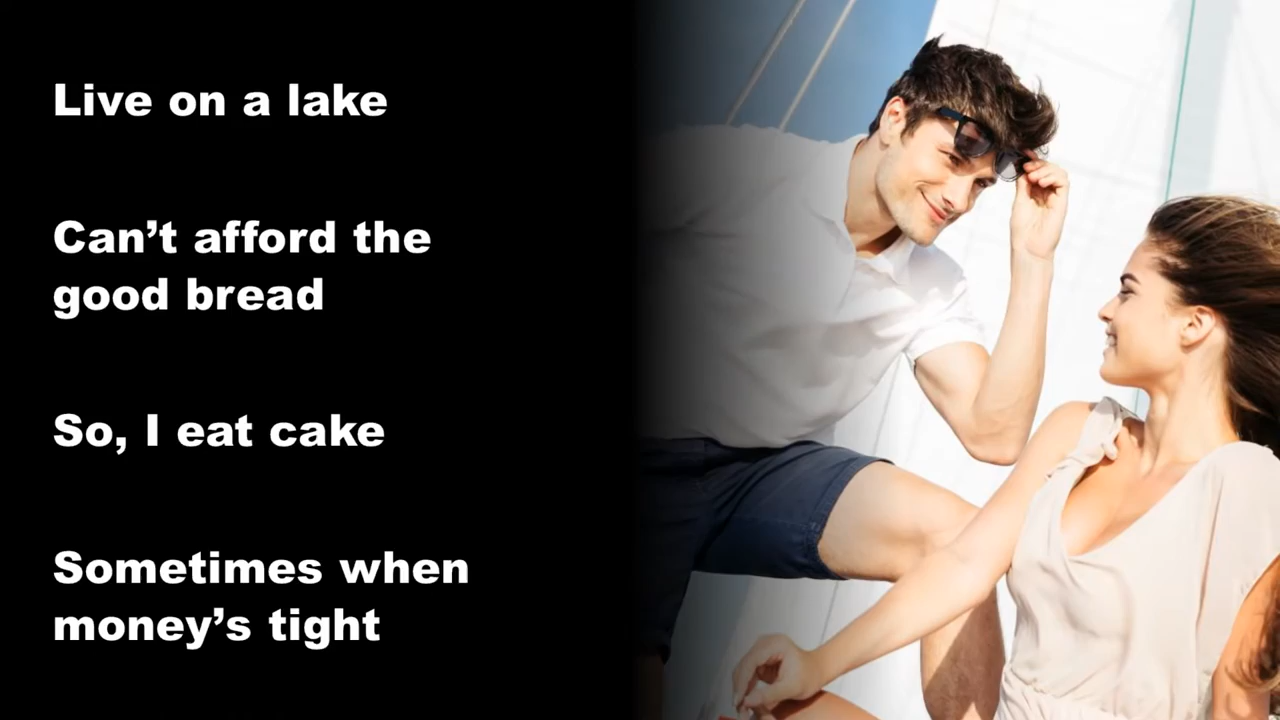 Live on a lake
Can’t afford the
good bread
So, I eat cake
Sometimes when
money’s tight